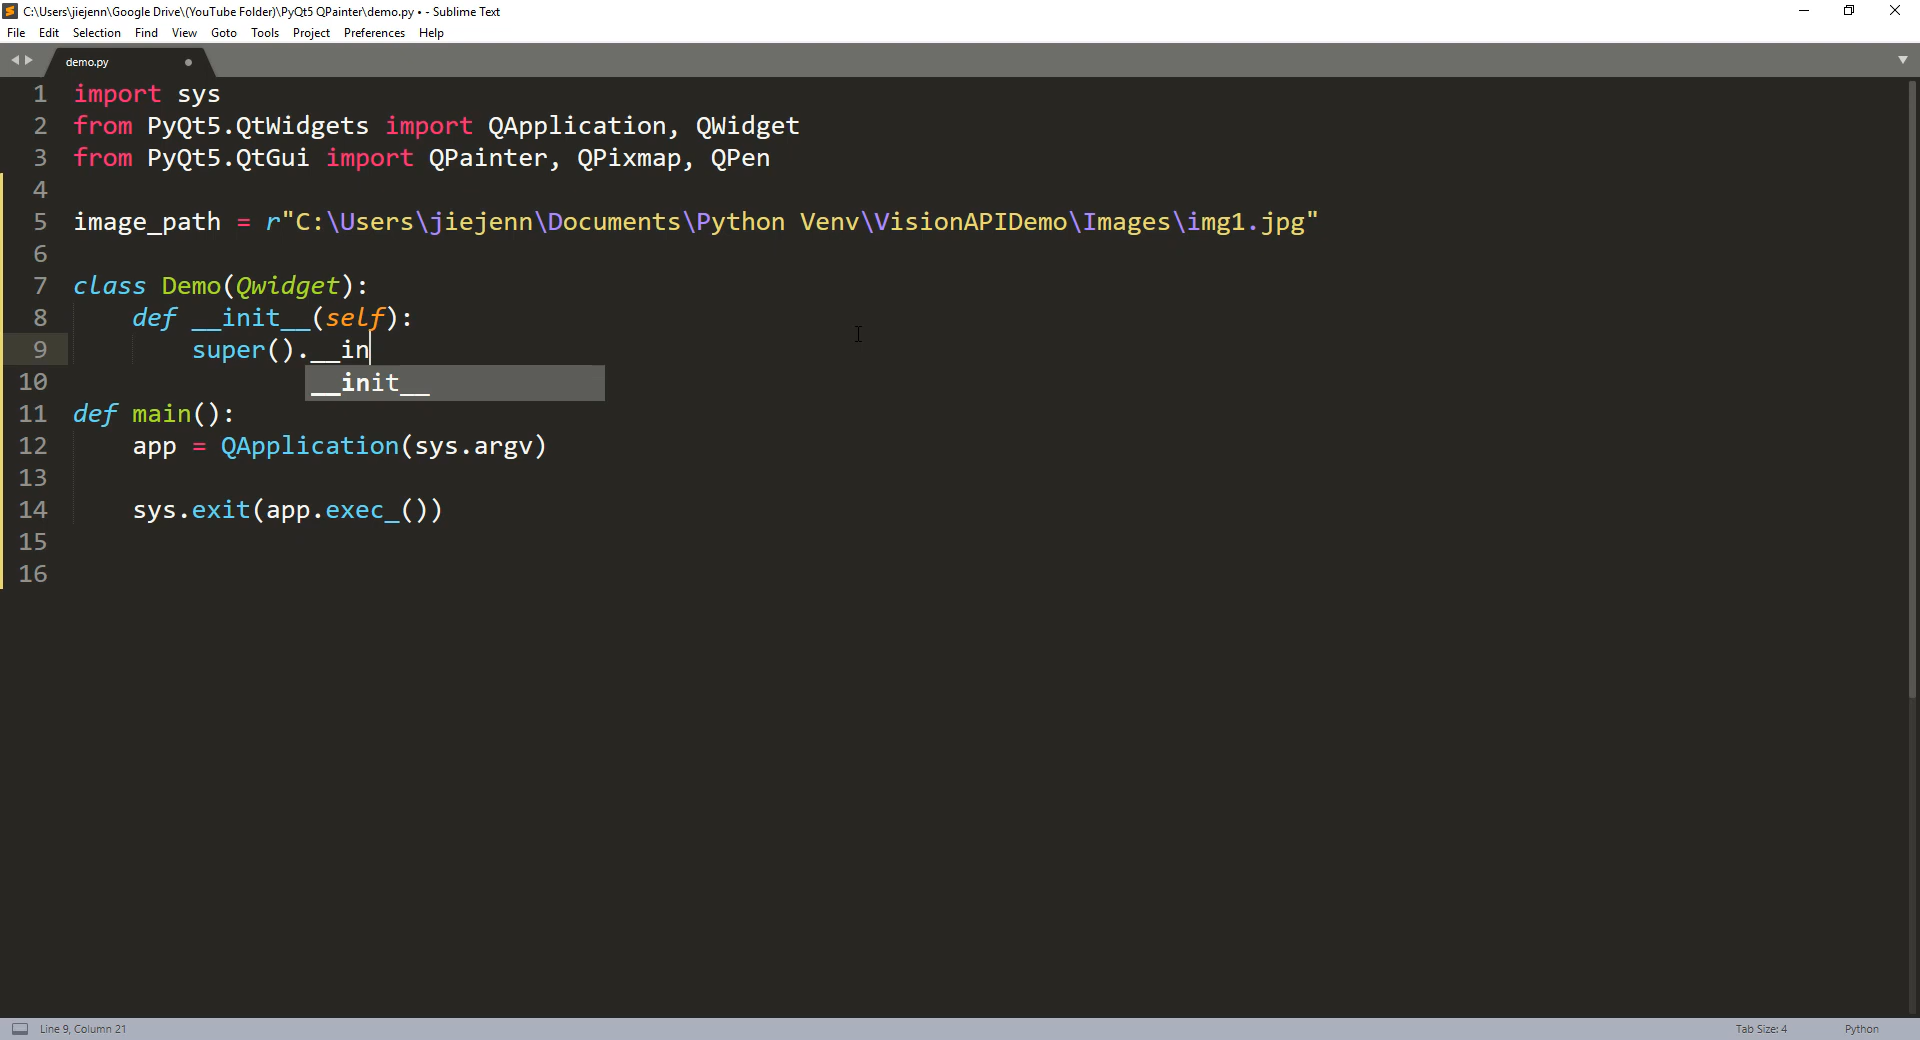 C:\Users\jiejenn\Google Drive\(YouTube Folder)\PyQt5 QPainter\demo.py • - Sublime Text
File Edit Selection Find View Goto Tools Project Preferences Help
demo.py
1 import sys
2 from PyQt5.QtWidgets import QApplication, QWidget
3 from PyQt5.QtGui import QPainter, QPixmap, QPen
4
5 image_path = r"C:\Users\jiejenn\Documents\Python Venv\VisionAPIDemo\Images\img1.jpg"
6
7 class Demo(Qwidget):
8     def __init__(self):
9         super().__in
__init__
10
11 def main():
12     app = QApplication(sys.argv)
13
14     sys.exit(app.exec_())
15
16
Line 9, Column 21 Tab Size: 4 Python